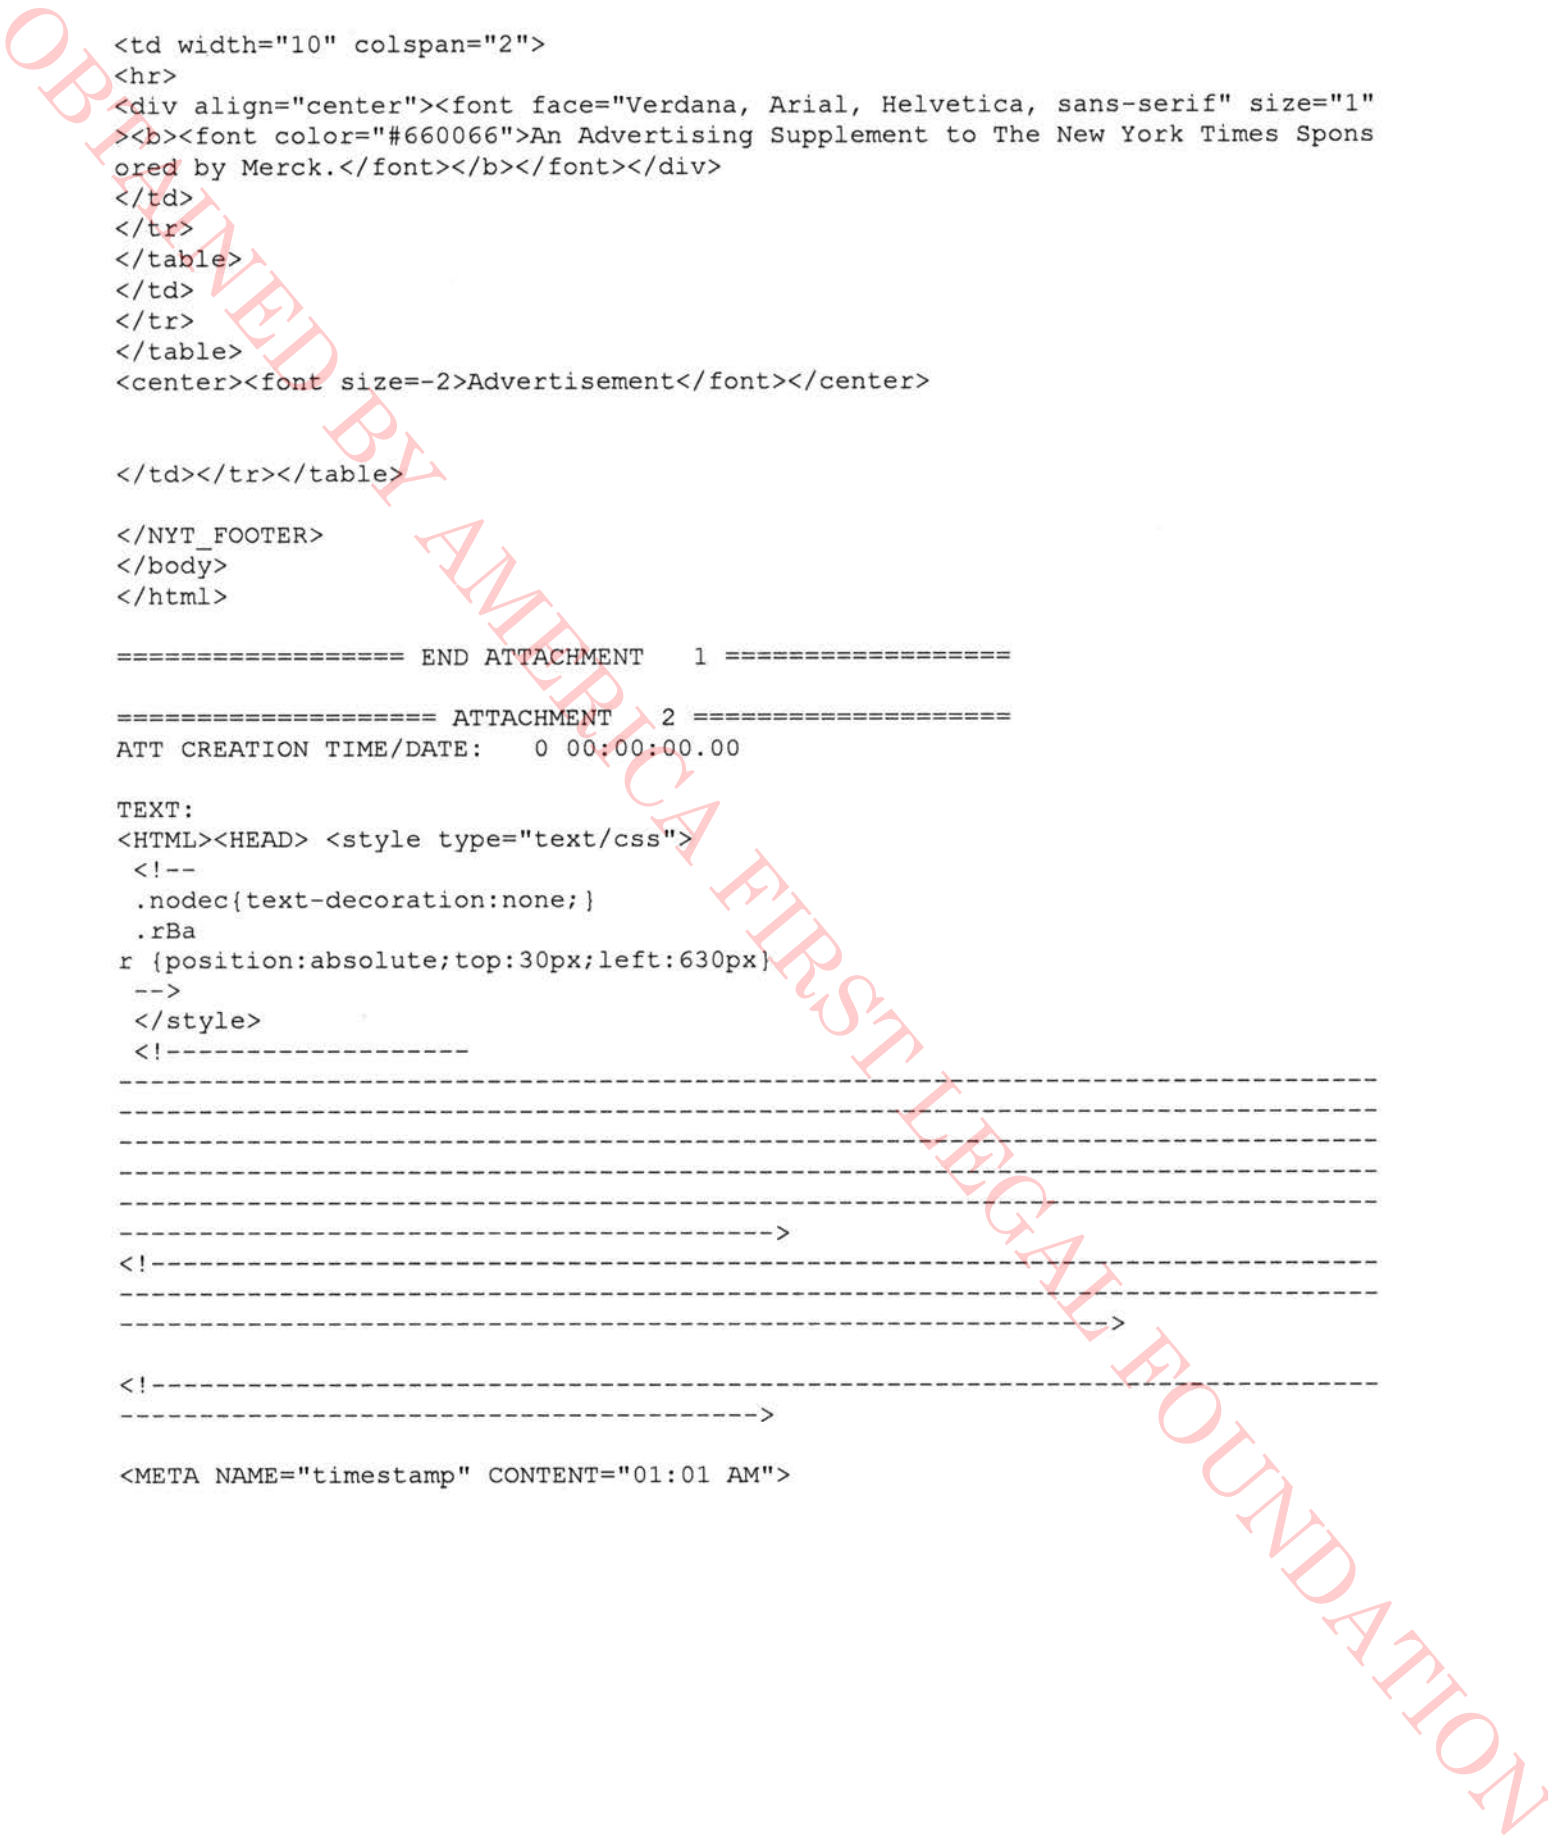 <td width="10" colspan="2">
<hr>
<div align="center"><font face="Verdana, Arial, Helvetica, sans-serif" size="1"
><b><font color="#660066">An Advertising Supplement to The New York Times Spons
ored by Merck.</font></b></font></div>
</td>
</tr>
</table>
</td>
</tr>
</table>
<center><font size=-2>Advertisement</font></center>
</td></tr></table>
</NYT_FOOTER>
</body>
</html>
================== END ATTACHMENT   1 ==================
==================== ATTACHMENT   2 ====================
ATT CREATION TIME/DATE:   0 00:00:00.00
TEXT:
<HTML><HEAD> <style type="text/css">
 <!--
 .nodec{text-decoration:none;}
 .rBa
r {position:absolute;top:30px;left:630px}
 -->
 </style>
 <!-------------------
-------------------------------------------------------------------------------
-------------------------------------------------------------------------------
-------------------------------------------------------------------------------
-------------------------------------------------------------------------------
-------------------------------------------------------------------------------
----------------------------------------->
<!-----------------------------------------------------------------------------
-------------------------------------------------------------------------------
-------------------------------------------------------------->
<!-----------------------------------------------------------------------------
---------------------------------------->
<META NAME="timestamp" CONTENT="01:01 AM">
OBTAINED BY AMERICA FIRST LEGAL FOUNDATION